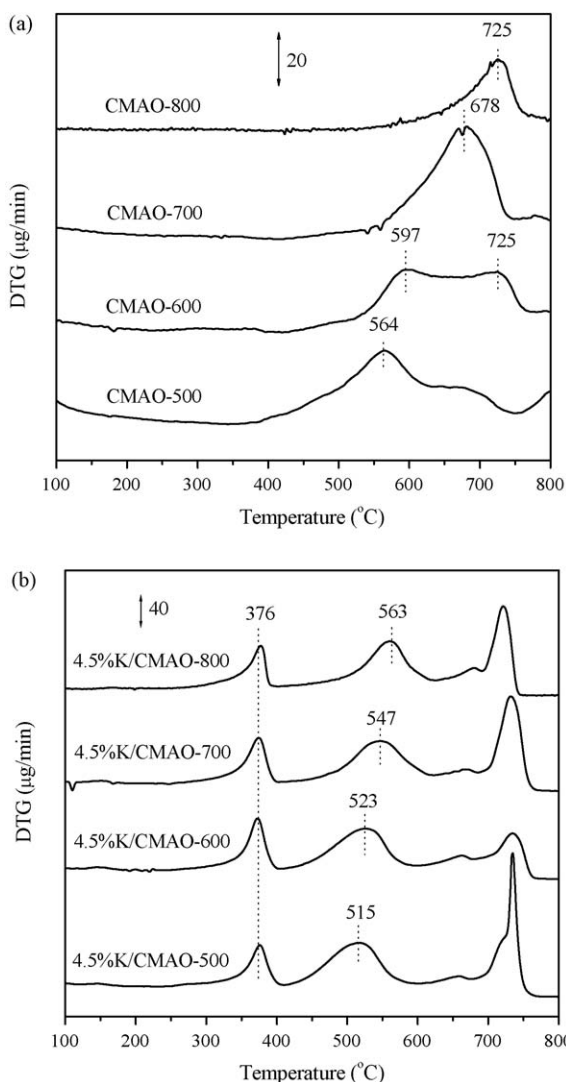 (a)
725
20
CMAO-800
678
CMAO-700
597
725
CMAO-600
564
CMAO-500
DTG (μg/min)
100 200 300 400 500 600 700 800
Temperature (°C)
(b)
40
376
563
4.5%K/CMAO-800
547
4.5%K/CMAO-700
523
4.5%K/CMAO-600
515
4.5%K/CMAO-500
DTG (μg/min)
100 200 300 400 500 600 700 800
Temperature (°C)